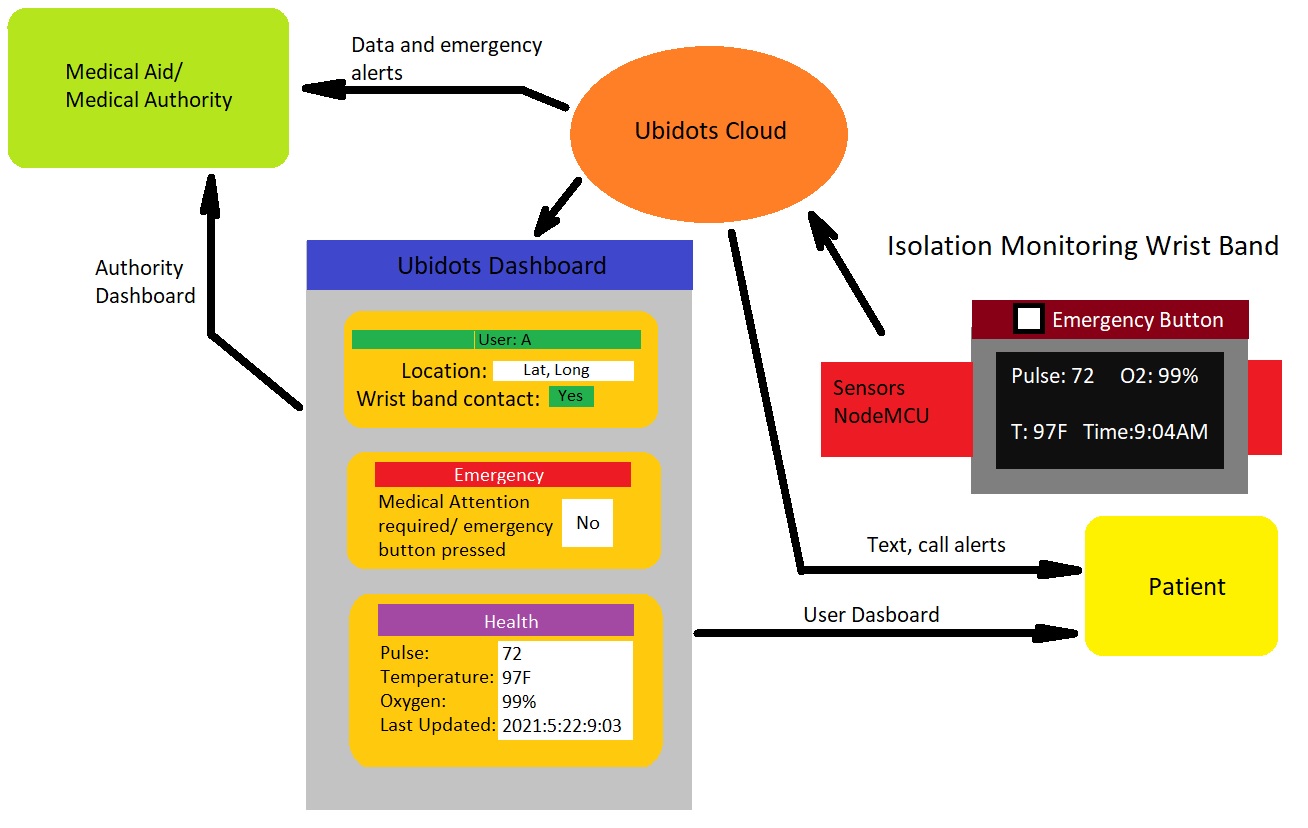 Data and emergency
alerts
Medical Aid/
Medical Authority
Ubidots Cloud
Isolation Monitoring Wrist Band
Authority
Dashboard
Ubidots Dashboard
User: A
Location: Lat, Long
Wrist band contact: Yes
Emergency
Medical Attention
required/ emergency
button pressed
No
Health
Pulse: 72
Temperature: 97F
Oxygen: 99%
Last Updated: 2021:5:22:9:03
Emergency Button
Sensors
NodeMCU
Pulse: 72 O2: 99%
T: 97F Time:9:04AM
Text, call alerts
User Dasboard
Patient